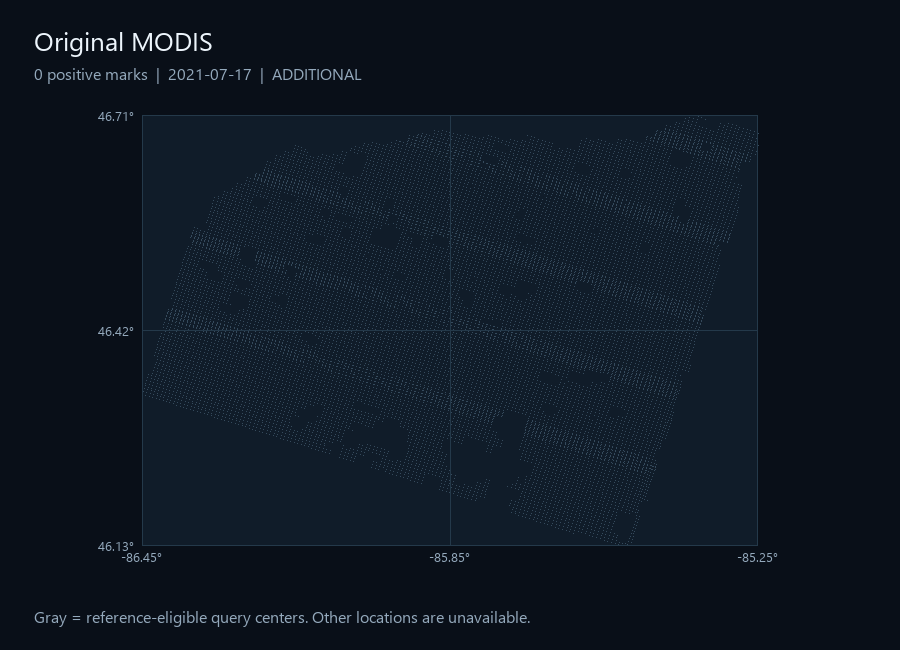 Original MODIS
0 positive marks | 2021-07-17 | ADDITIONAL
46.71°
46.42°
46.13°
-86.45°
-85.85°
-85.25°
Gray = reference-eligible query centers. Other locations are unavailable.